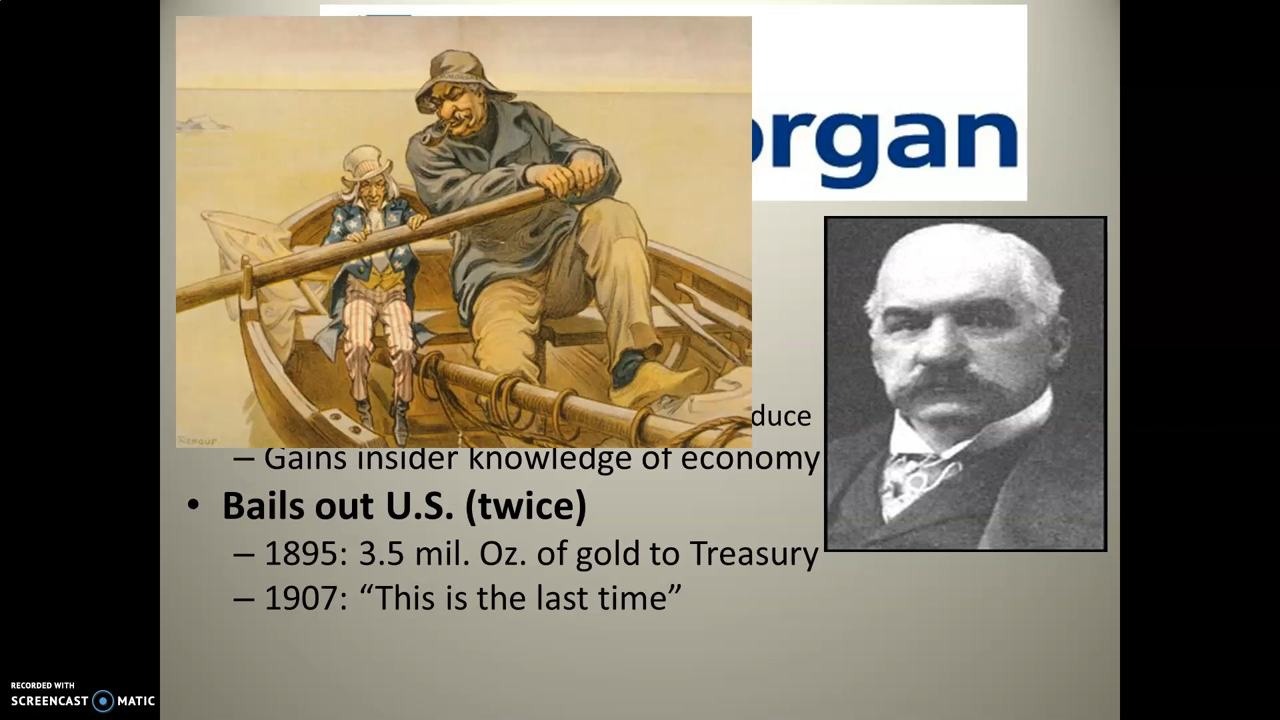 organ
duce
– Gains insider knowledge of economy
• Bails out U.S. (twice)
– 1895: 3.5 mil. Oz. of gold to Treasury
– 1907: “This is the last time”
RECORDED WITH
SCREENCAST MATIC